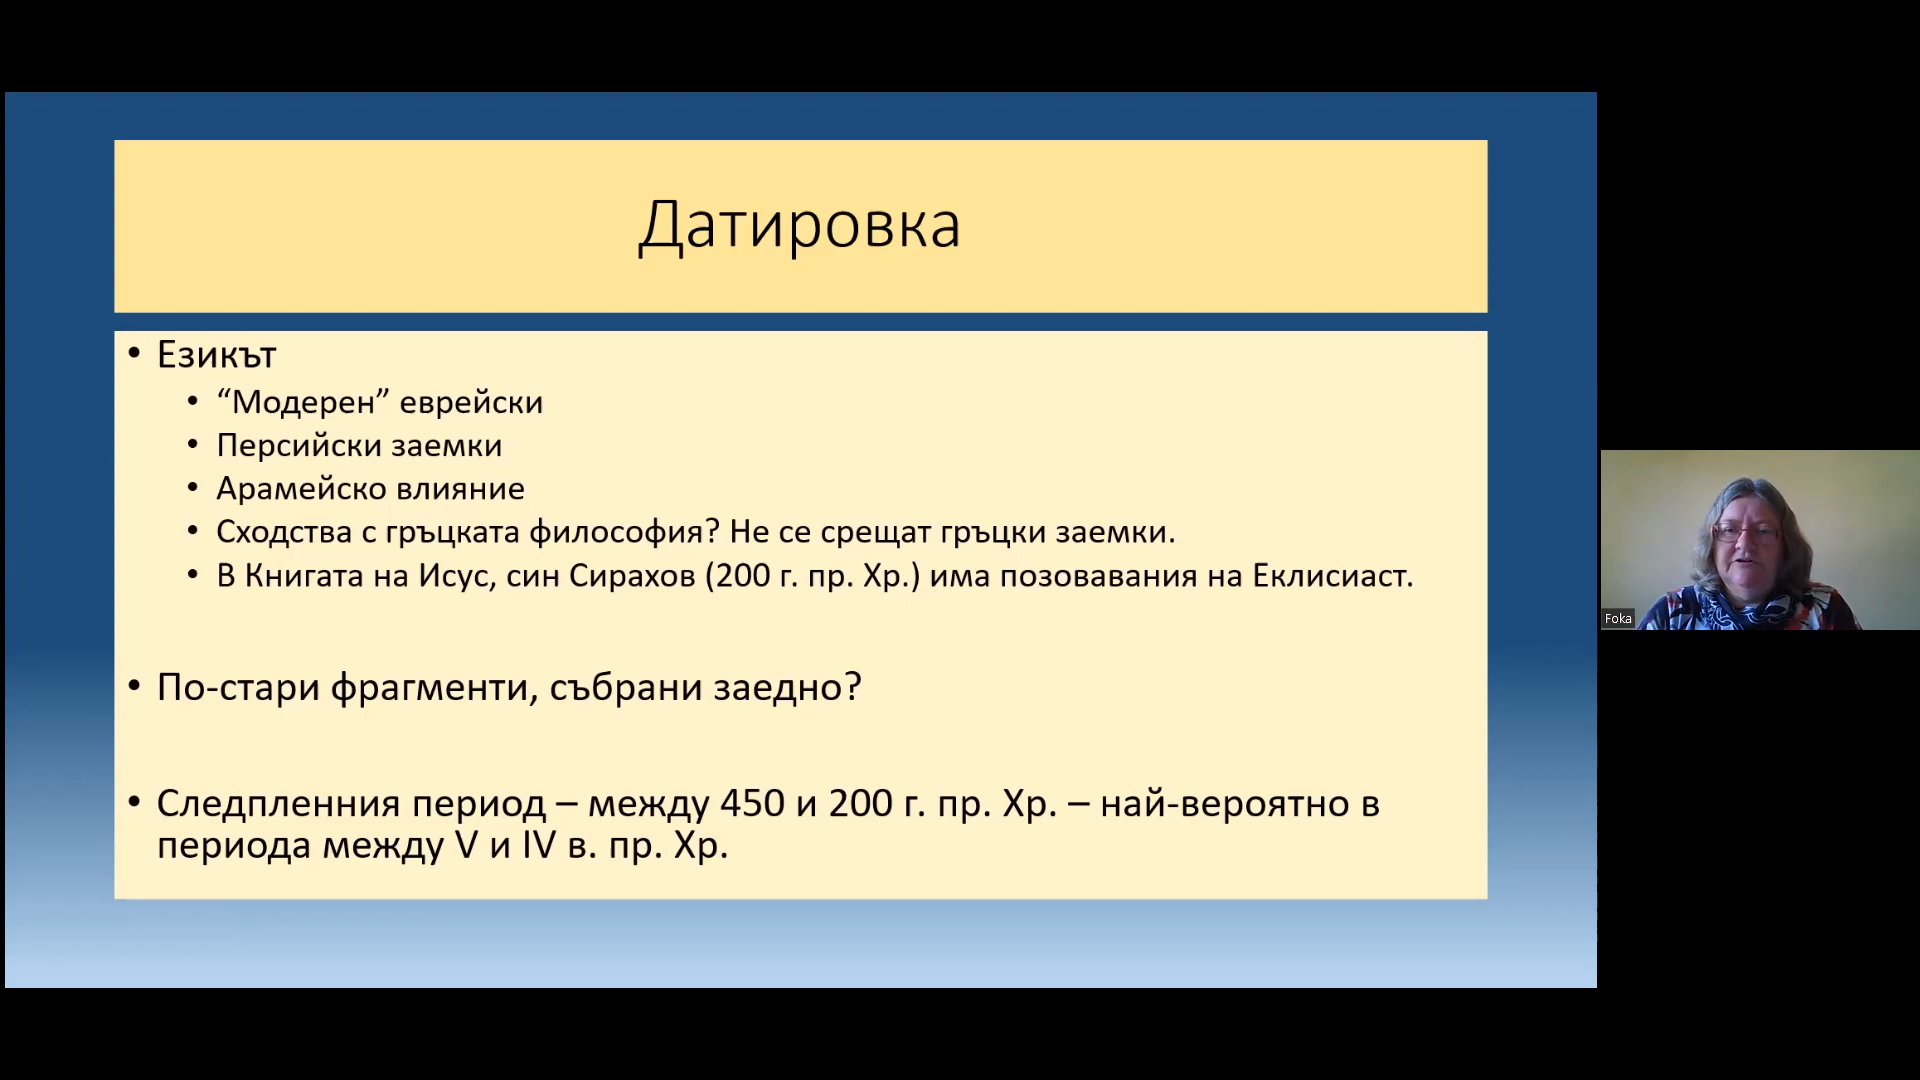 Датировка
• Езикът
• “Модерен” еврейски
• Персийски заемки
• Арамейско влияние
• Сходства с гръцката философия? Не се срещат гръцки заемки.
• В Книгата на Исус, син Сирахов (200 г. пр. Хр.) има позовавания на Еклисиаст.
Foka
• По-стари фрагменти, събрани заедно?
• Следпленния период – между 450 и 200 г. пр. Хр. – най-вероятно в
периода между V и IV в. пр. Хр.